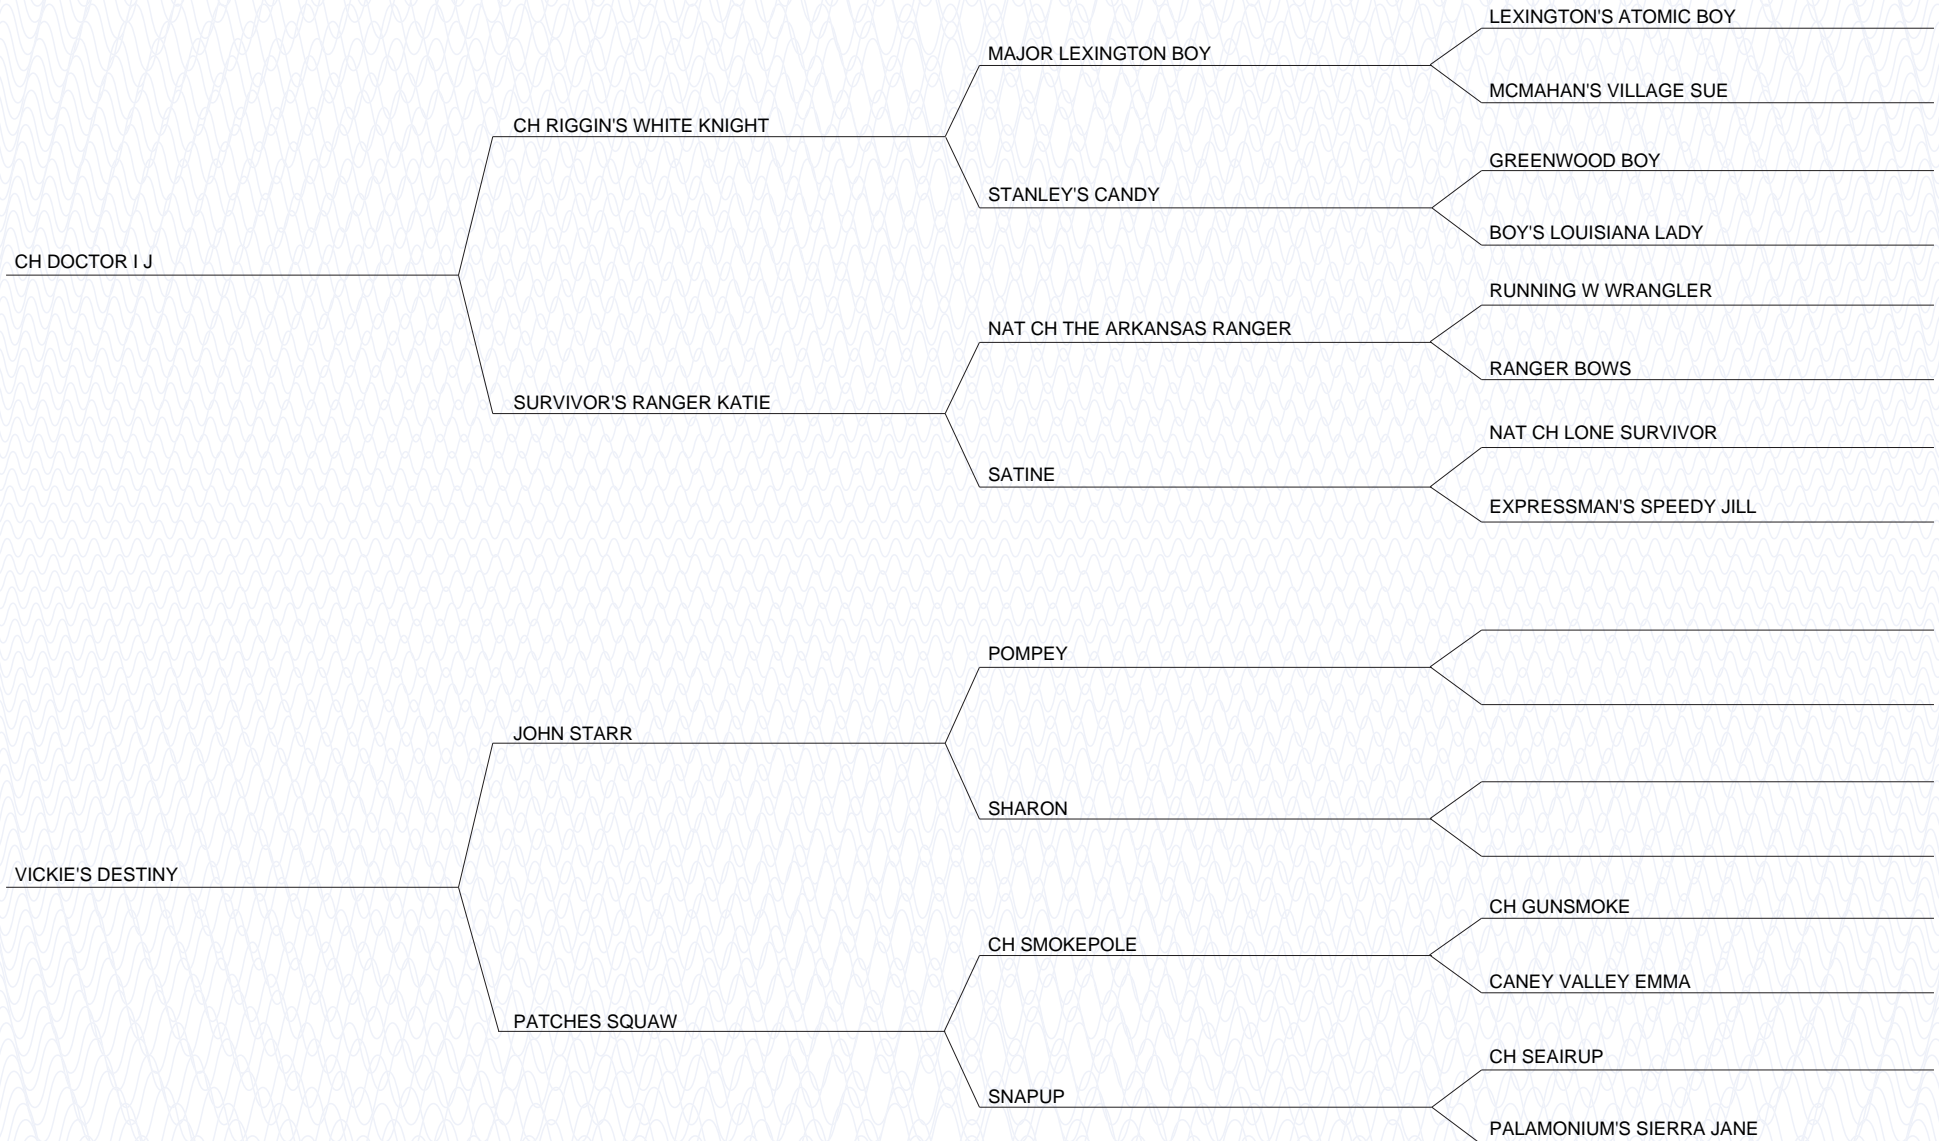 LEXINGTON'S ATOMIC BOY
MAJOR LEXINGTON BOY
MCMAHAN'S VILLAGE SUE
CH RIGGIN'S WHITE KNIGHT
GREENWOOD BOY
STANLEY'S CANDY
BOY'S LOUISIANA LADY
CH DOCTOR I J
RUNNING W WRANGLER
NAT CH THE ARKANSAS RANGER
RANGER BOWS
SURVIVOR'S RANGER KATIE
NAT CH LONE SURVIVOR
SATINE
EXPRESSMAN'S SPEEDY JILL
POMPEY
JOHN STARR
SHARON
VICKIE'S DESTINY
CH GUNSMOKE
CH SMOKEPOLE
CANEY VALLEY EMMA
PATCHES SQUAW
CH SEAIRUP
SNAPUP
PALAMONIUM'S SIERRA JANE